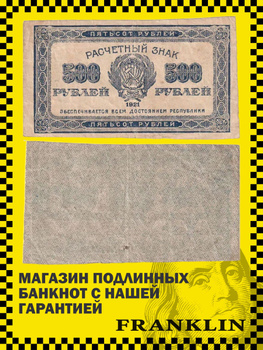 ПЯТЬСОТ РУБЛЕЙ
РАСЧЕТНЫЙ ЗНАК
500 500
РУБЛЕЙ РУБЛЕЙ
1921
ОБЕСПЕЧИВАЕТСЯ ВСЕМ ДОСТОЯНИЕМ РЕСПУБЛИКИ
ПЯТЬСОТ РУБЛЕЙ
МАГАЗИН ПОДЛИННЫХ
БАНКНОТ С НАШЕЙ
ГАРАНТИЕЙ
FRANKLIN